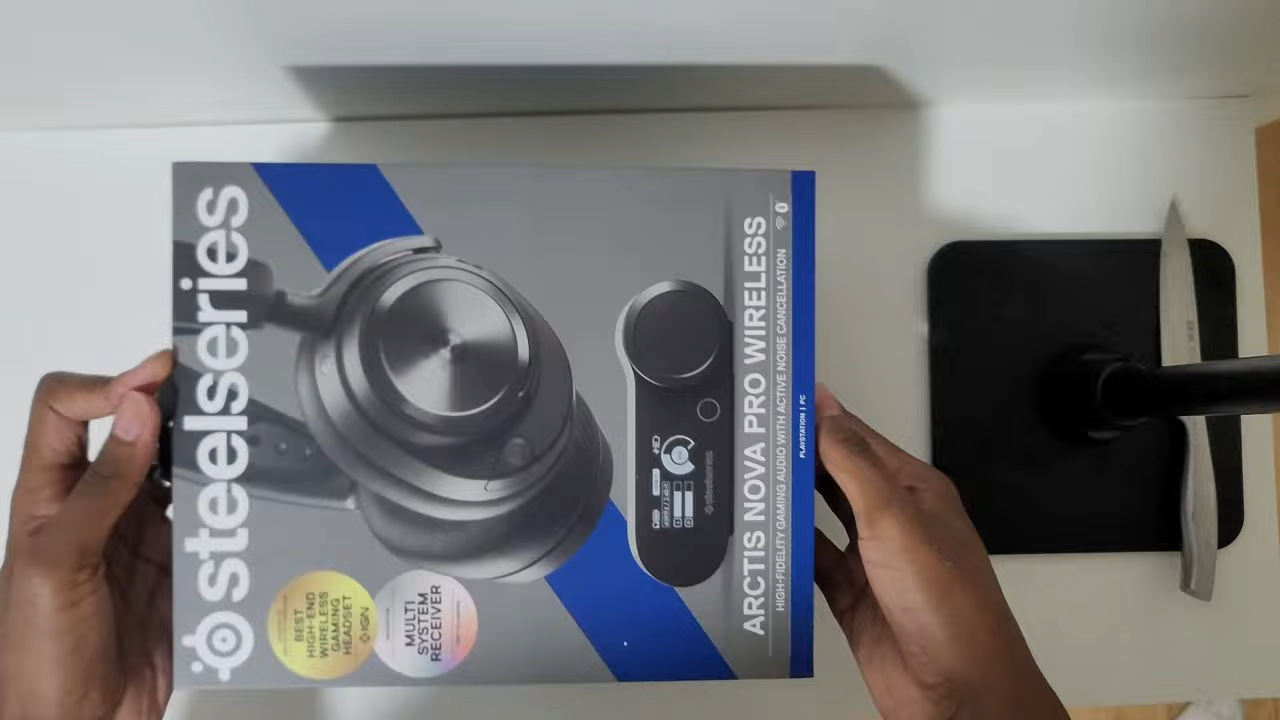 steelseries
BEST
HIGH-END
WIRELESS
GAMING
HEADSET
IGN
MULTI
SYSTEM
RECEIVER
steelseries
ARCTIS NOVA PRO WIRELESS
HIGH-FIDELITY GAMING AUDIO WITH ACTIVE NOISE CANCELLATION
PLAYSTATION | PC